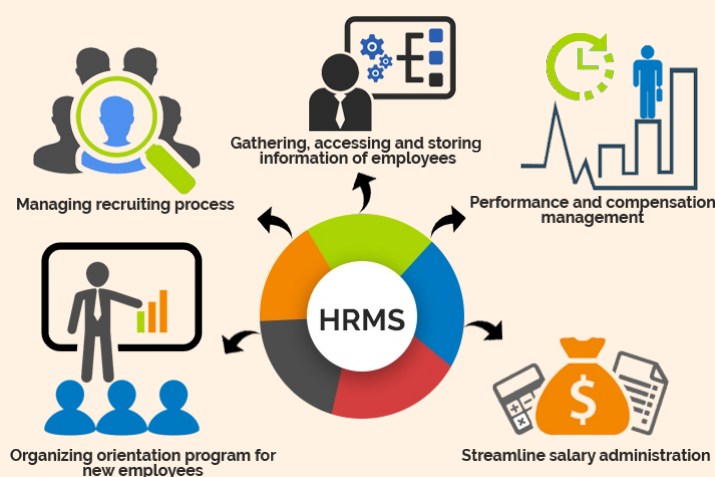 Gathering, accessing and storing
information of employees
Managing recruiting process
Performance and compensation
management
HRMS
$
Organizing orientation program for
new employees
Streamline salary administration